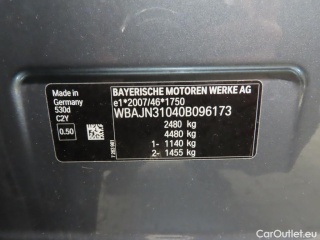 Made in
Germany
530d
C2Y
0.50
BAYERISCHE MOTOREN WERKE AG
e1*2007/46*1750
WBAJN31040B096173
2480 kg
4480 kg
1- 1140 kg
2- 1455 kg
CarOutlet.eu